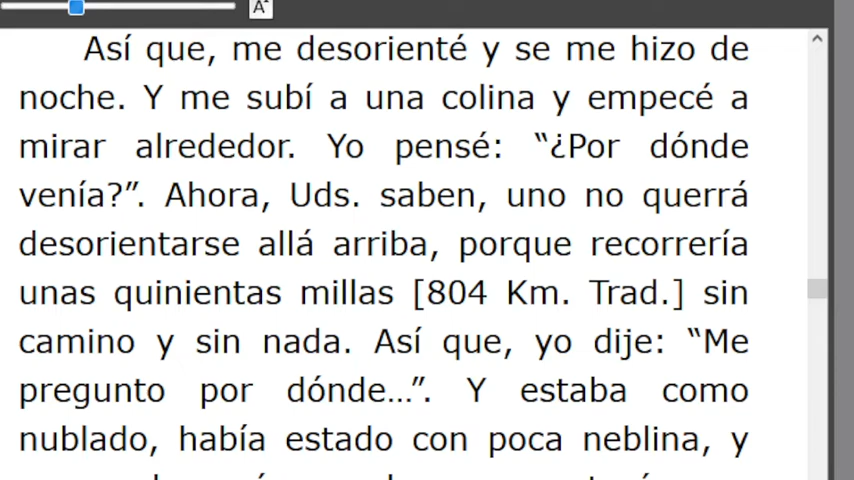 A
Así que, me desorienté y se me hizo de
noche. Y me subí a una colina y empecé a
mirar alrededor. Yo pensé: “¿Por dónde
venía?”. Ahora, Uds. saben, uno no querrá
desorientarse allá arriba, porque recorrería
unas quinientas millas [804 Km. Trad.] sin
camino y sin nada. Así que, yo dije: “Me
pregunto por dónde...”. Y estaba como
nublado, había estado con poca neblina, y